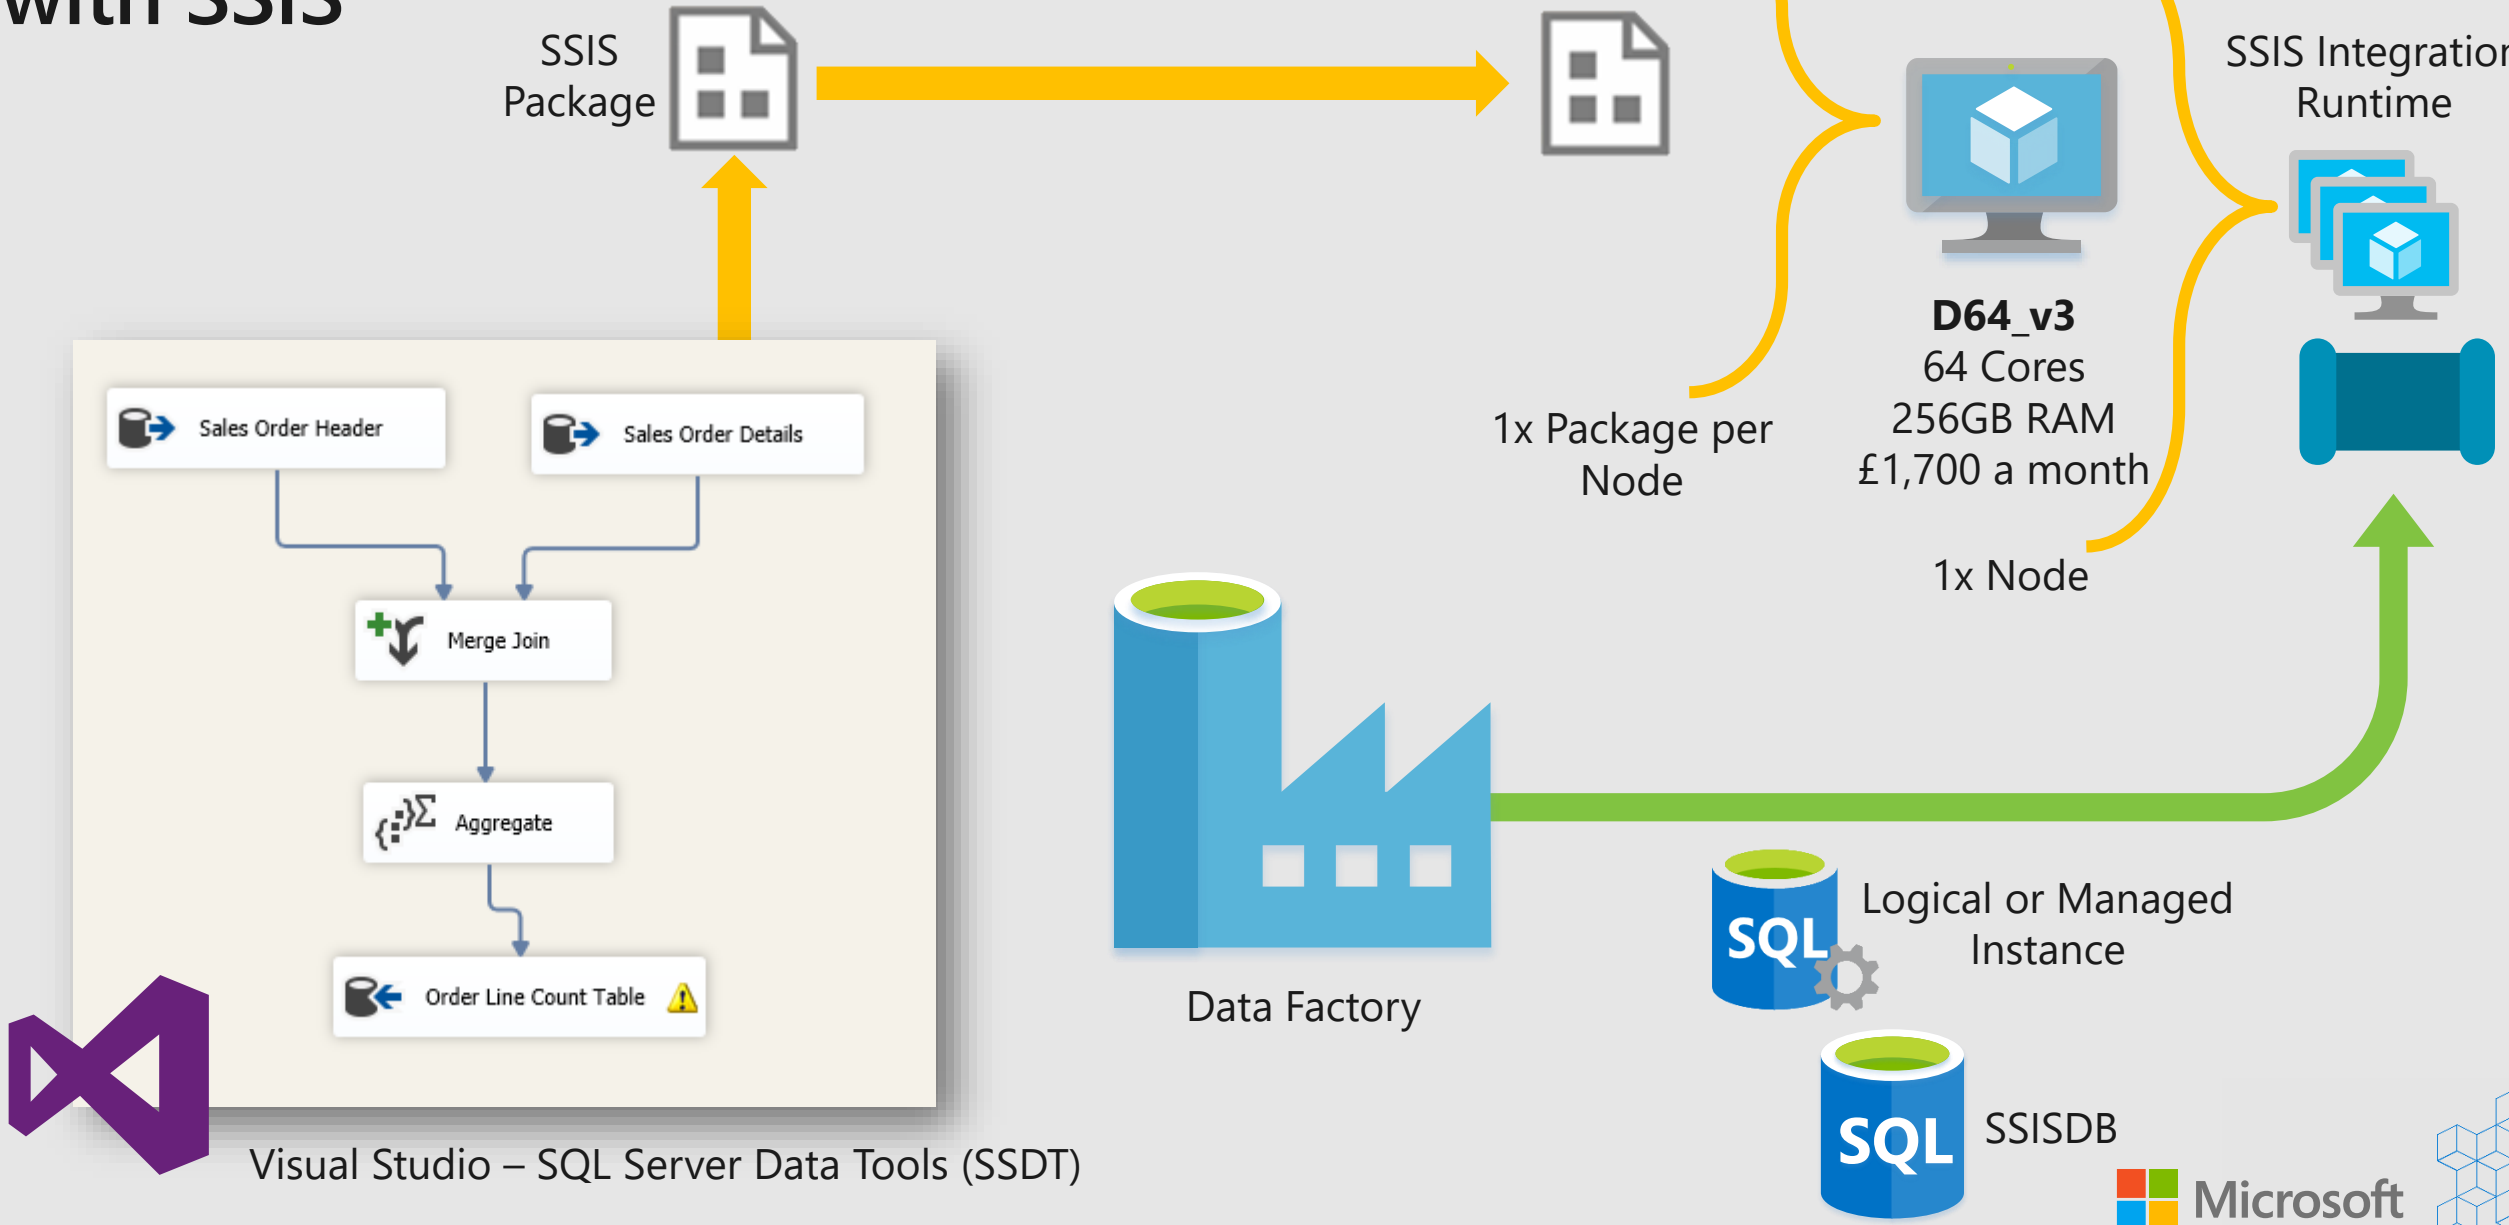 with SSIS
SSIS
Package
SSIS Integration
Runtime
D64_v3
64 Cores
256GB RAM
£1,700 a month
1x Package per
Node
1x Node
Sales Order Header
Sales Order Details
Merge Join
Aggregate
Order Line Count Table
Visual Studio – SQL Server Data Tools (SSDT)
Data Factory
SQL
Logical or Managed
Instance
SQL
SSISDB
Microsoft